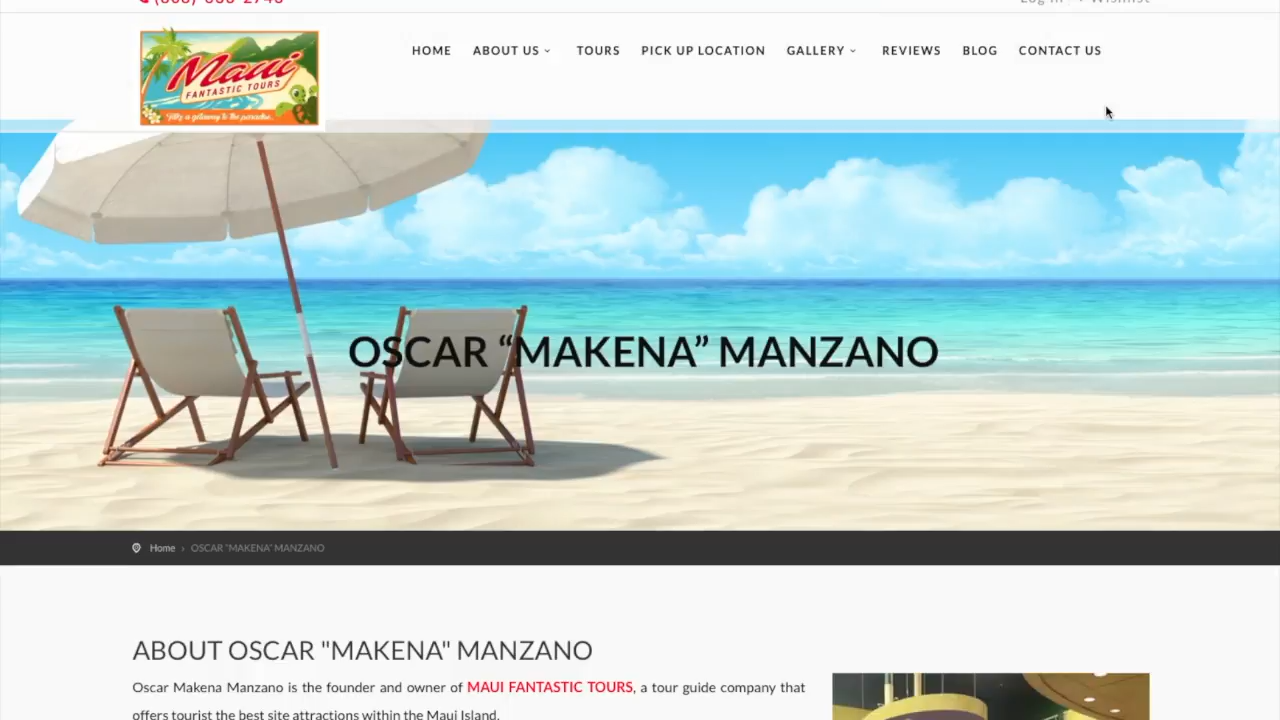 HOME ABOUT US TOURS PICK UP LOCATION GALLERY REVIEWS BLOG CONTACT US
Maui
FANTASTIC TOURS
OSCAR “MAKENA” MANZANO
Home › OSCAR “MAKENA” MANZANO
ABOUT OSCAR "MAKENA" MANZANO
Oscar Makena Manzano is the founder and owner of MAUI FANTASTIC TOURS, a tour guide company that
offers tourist the best site attractions within the Maui Island.